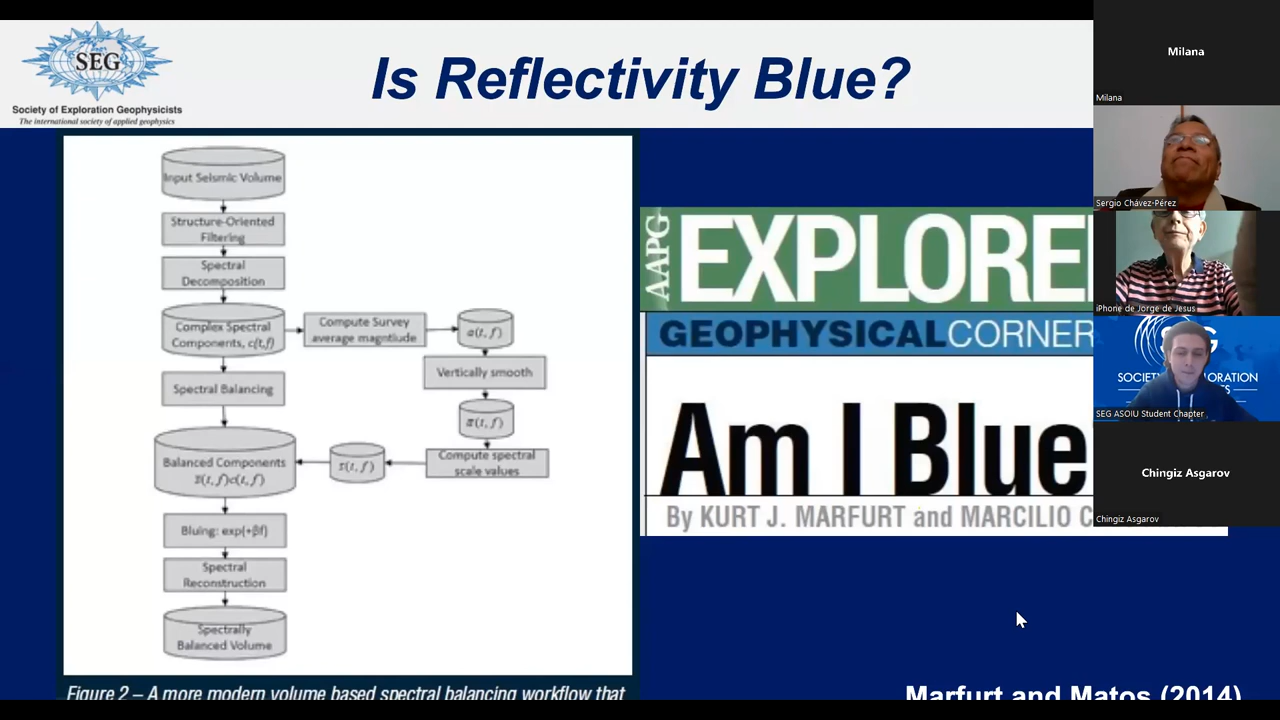 SEG
Society of Exploration Geophysicists
The international society of applied geophysics
Is Reflectivity Blue?
Input Seismic Volume
Structure-Oriented
Filtering
Spectral
Decomposition
Complex Spectral
Components, c(t,f)
Compute Survey
average magntiude
a(t,f)
Vertically smooth
Spectral Balancing
a̅(t,f)
Compute spectral
scale values
Balanced Components
Bluing: exp(+βf)
Spectral
Reconstruction
Spectrally
Balanced Volume
Figure 2 – A more modern volume based spectral balancing workflow that
AAPG
EXPLORE
GEOPHYSICALCORNER
Am I Blue
By KURT J. MARFURT and MARCILIO C
Marfurt and Matos (2014)
Milana
Milana
Sergio Chávez-Pérez
iPhone de Jorge de Jesus
SEG ASOIU Student Chapter
Chingiz Asgarov
Chingiz Asgarov